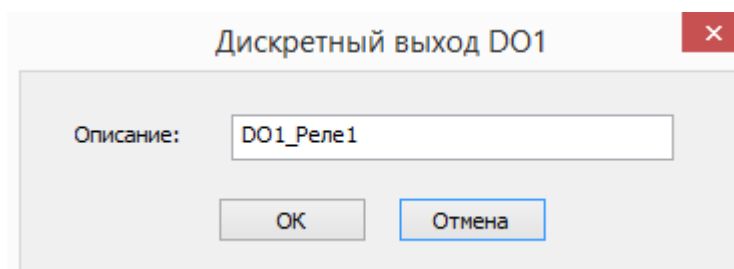 Дискретный выход DO1
Описание:
DO1_Реле1
ОК
Отмена